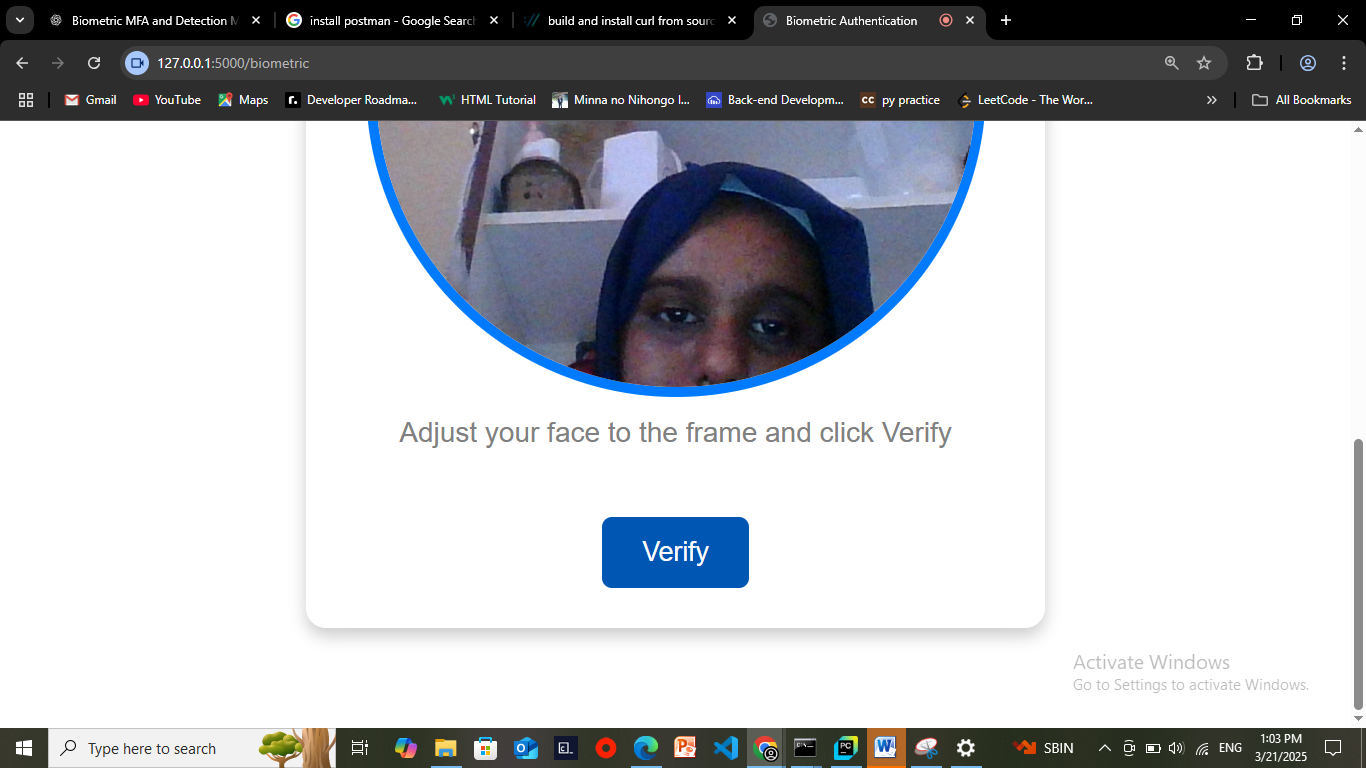 Biometric MFA and Detection M
install postman - Google Search
build and install curl from sourc
Biometric Authentication
127.0.0.1:5000/biometric
Gmail
YouTube
Maps
Developer Roadma...
HTML Tutorial
Minna no Nihongo I...
Back-end Developm...
CC py practice
LeetCode - The Wor...
All Bookmarks
Adjust your face to the frame and click Verify
Verify
Activate Windows
Go to Settings to activate Windows.
Type here to search
SBIN
ENG
1:03 PM
3/21/2025